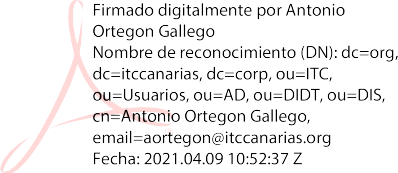 Firmado digitalmente por Antonio
Ortegon Gallego
Nombre de reconocimiento (DN): dc=org,
dc=itccanarias, dc=corp, ou=ITC,
ou=Usuarios, ou=AD, ou=DIDT, ou=DIS,
cn=Antonio Ortegon Gallego,
email=aortegon@itccanarias.org
Fecha: 2021.04.09 10:52:37 Z